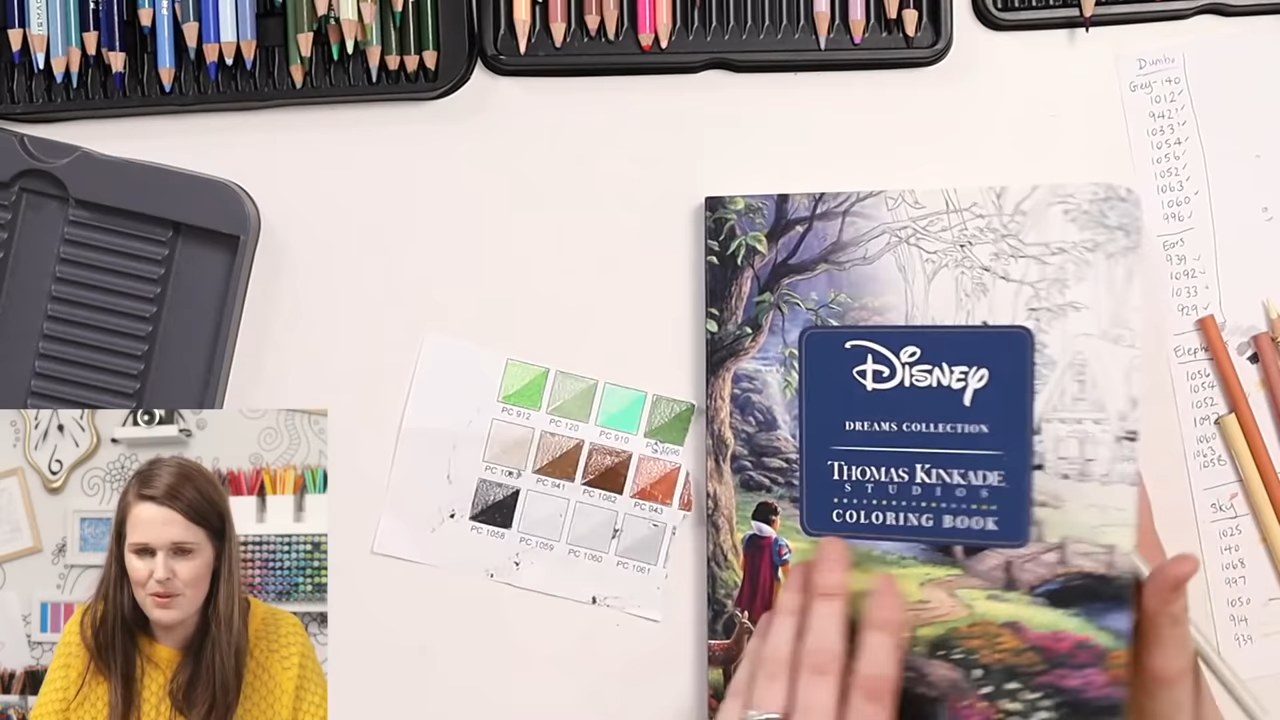 PC 912
PC 120
PC 910
PC 1096
PC 1063
PC 941
PC 1082
PC 943
PC 1058
PC 1059
PC 1060
PC 1061
Disney
DREAMS COLLECTION
THOMAS KINKADE
STUDIOS
COLORING BOOK
Dumbo
Grey-140
1012
942
1033
1054
1056
1052
1063
1060
996
Ears
939
1092
1033
929
1056
1054
1052
1092
1060
1063
1058
Sky
1025
140
1068
997
1050
914
939